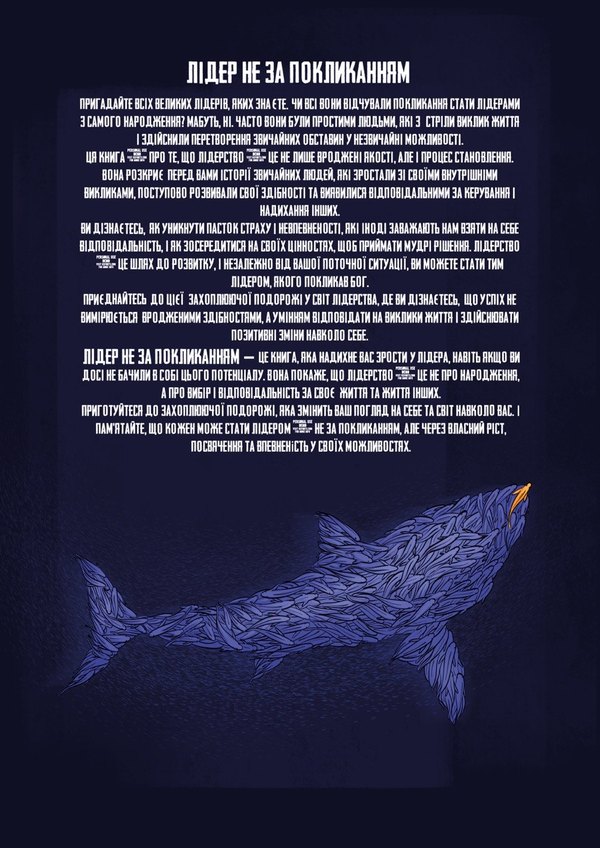 ЛІДЕР НЕ ЗА ПОКЛИКАННЯМ
ПРИГАДАЙТЕ ВСІХ ВЕЛИКИХ ЛІДЕРІВ, ЯКИХ ЗНАЄТЕ. ЧИ ВСІ ВОНИ ВІДЧУВАЛИ ПОКЛИКАННЯ СТАТИ ЛІДЕРАМИ
З САМОГО НАРОДЖЕННЯ? МАБУТЬ, НІ. ЧАСТО ВОНИ БУЛИ ПРОСТИМИ ЛЮДЬМИ, ЯКІ З СТРІЛИ ВИКЛИК ЖИТТЯ
І ЗДІЙСНИЛИ ПЕРЕТВОРЕННЯ ЗВИЧАЙНИХ ОБСТАВИН У НЕЗВИЧАЙНІ МОЖЛИВОСТІ.
ЦЯ КНИГА ПРО ТЕ, ЩО ЛІДЕРСТВО ЦЕ НЕ ЛИШЕ ВРОДЖЕНІ ЯКОСТІ, АЛЕ І ПРОЦЕС СТАНОВЛЕННЯ.
ВОНА РОЗКРИЄ ПЕРЕД ВАМИ ІСТОРІЇ ЗВИЧАЙНИХ ЛЮДЕЙ, ЯКІ ЗРОСТАЛИ ЗІ СВОЇМИ ВНУТРІШНІМИ
ВИКЛИКАМИ, ПОСТУПОВО РОЗВИВАЛИ СВОЇ ЗДІБНОСТІ ТА ВИЯВИЛИСЯ ВІДПОВІДАЛЬНИМИ ЗА КЕРУВАННЯ І
НАДИХАННЯ ІНШИХ.
ВИ ДІЗНАЄТЕСЬ, ЯК УНИКНУТИ ПАСТОК СТРАХУ І НЕВПЕВНЕНОСТІ, ЯКІ ІНОДІ ЗАВАЖАЮТЬ НАМ ВЗЯТИ НА СЕБЕ
ВІДПОВІДАЛЬНІСТЬ, І ЯК ЗОСЕРЕДИТИСЯ НА СВОЇХ ЦІННОСТЯХ, ЩОБ ПРИЙМАТИ МУДРІ РІШЕННЯ. ЛІДЕРСТВО
ЦЕ ШЛЯХ ДО РОЗВИТКУ, І НЕЗАЛЕЖНО ВІД ВАШОЇ ПОТОЧНОЇ СИТУАЦІЇ, ВИ МОЖЕТЕ СТАТИ ТИМ
ЛІДЕРОМ, ЯКОГО ПОКЛИКАВ БОГ.
ПРИЄДНАЙТЕСЬ ДО ЦІЄЇ ЗАХОПЛЮЮЧОЇ ПОДОРОЖІ У СВІТ ЛІДЕРСТВА, ДЕ ВИ ДІЗНАЄТЕСЬ, ЩО УСПІХ НЕ
ВИМІРЮЄТЬСЯ ВРОДЖЕНИМИ ЗДІБНОСТЯМИ, А УМІННЯМ ВІДПОВІДАТИ НА ВИКЛИКИ ЖИТТЯ І ЗДІЙСНЮВАТИ
ПОЗИТИВНІ ЗМІНИ НАВКОЛО СЕБЕ.
ЛІДЕР НЕ ЗА ПОКЛИКАННЯМ — ЦЕ КНИГА, ЯКА НАДИХНЕ ВАС ЗРОСТИ У ЛІДЕРА, НАВІТЬ ЯКЩО ВИ
ДОСІ НЕ БАЧИЛИ В СОБІ ЦЬОГО ПОТЕНЦІАЛУ. ВОНА ПОКАЖЕ, ЩО ЛІДЕРСТВО ЦЕ НЕ ПРО НАРОДЖЕННЯ,
А ПРО ВИБІР І ВІДПОВІДАЛЬНІСТЬ ЗА СВОЄ ЖИТТЯ ТА ЖИТТЯ ІНШИХ.
ПРИГОТУЙТЕСЯ ДО ЗАХОПЛЮЮЧОЇ ПОДОРОЖІ, ЯКА ЗМІНИТЬ ВАШ ПОГЛЯД НА СЕБЕ ТА СВІТ НАВКОЛО ВАС. І
ПАМ'ЯТАЙТЕ, ЩО КОЖЕН МОЖЕ СТАТИ ЛІДЕРОМ НЕ ЗА ПОКЛИКАННЯМ, АЛЕ ЧЕРЕЗ ВЛАСНИЙ РІСТ,
ПОСВЯЧЕННЯ ТА ВПЕВНЕНІСТЬ У СВОЇХ МОЖЛИВОСТЯХ.